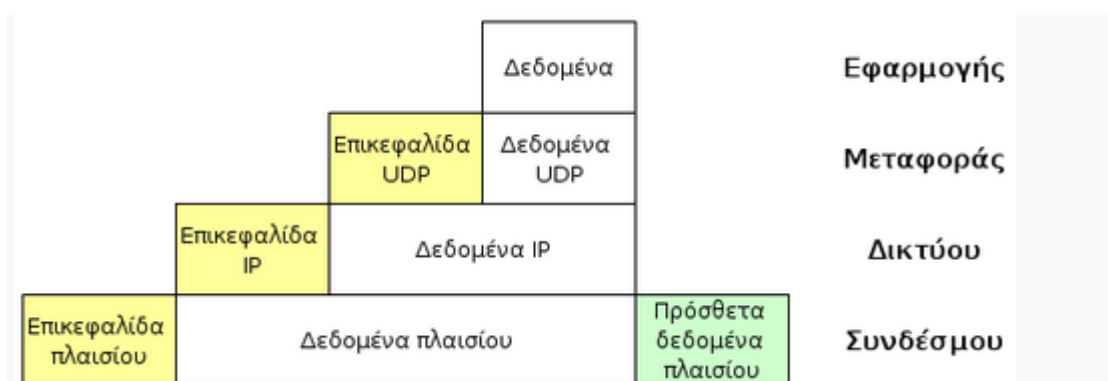 Δεδομένα
Εφαρμογής
Επικεφαλίδα
UDP
Δεδομένα
UDP
Μεταφοράς
Επικεφαλίδα
IP
Δεδομένα IP
Δικτύου
Επικεφαλίδα
πλαισίου
Δεδομένα πλαισίου
Πρόσθετα
δεδομένα
πλαισίου
Συνδέσμου